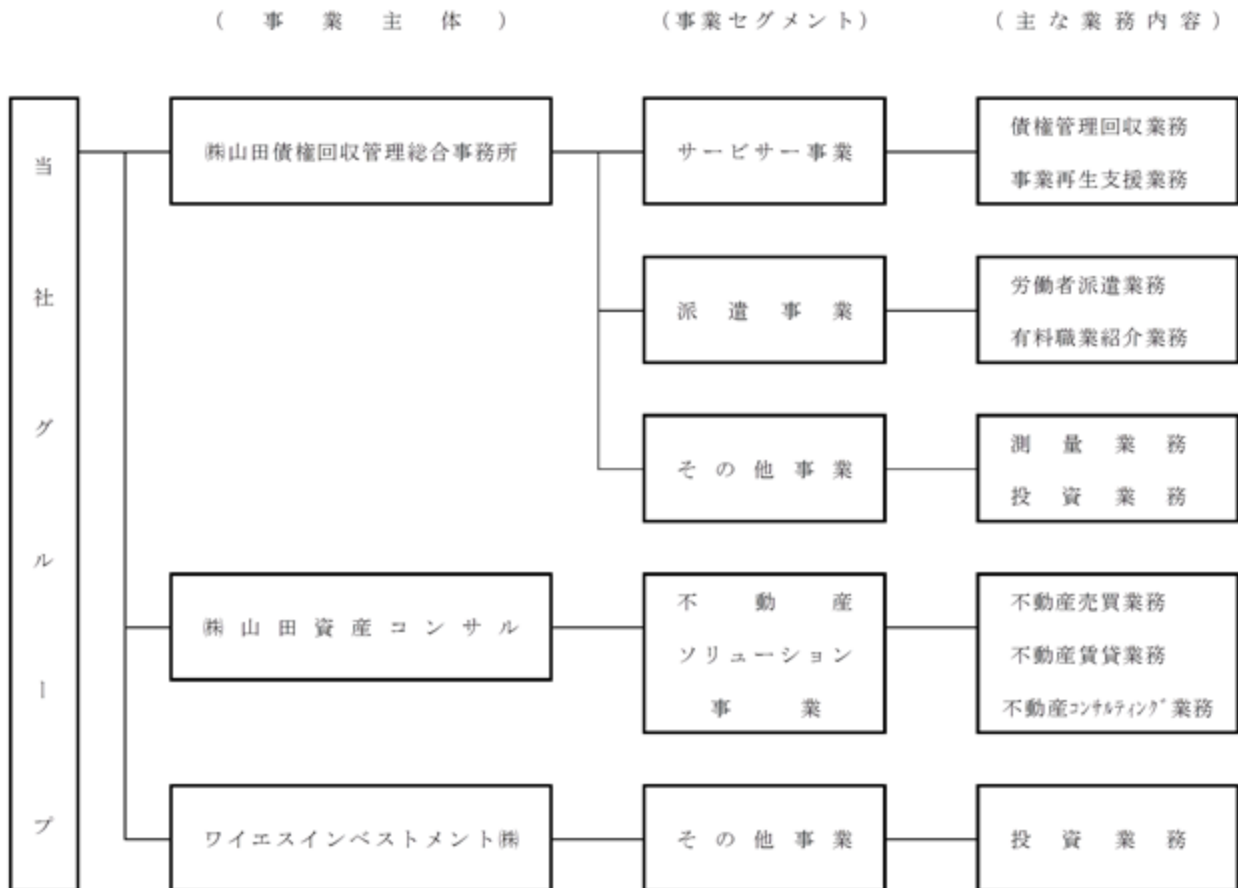 (事業主体)
(事業セグメント)
(主な業務内容)
当社グループ
㈱山田債権回収管理総合事務所
サービサー事業
債権管理回収業務
事業再生支援業務
派遣事業
労働者派遣業務
有料職業紹介業務
その他事業
測量業務
投資業務
㈱山田資産コンサル
不動産
ソリューション
事業
不動産売買業務
不動産賃貸業務
不動産ｺﾝｻﾙﾃｨﾝｸﾞ業務
ワイエスインベストメント㈱
その他事業
投資業務